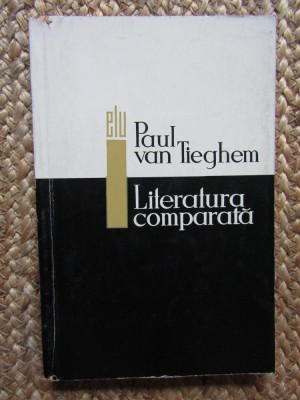 elu
Paul
van Tieghem
Literatura
comparată